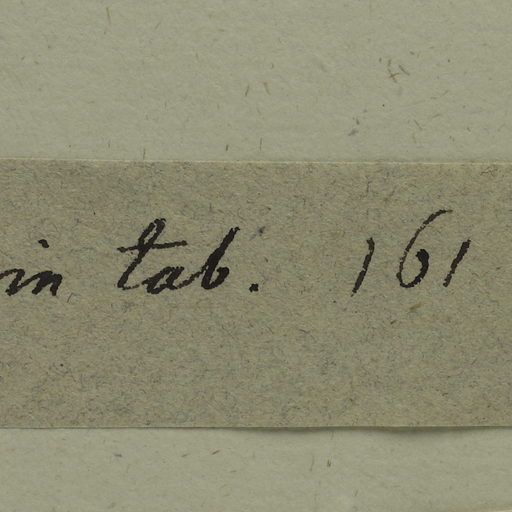 in tab. 161